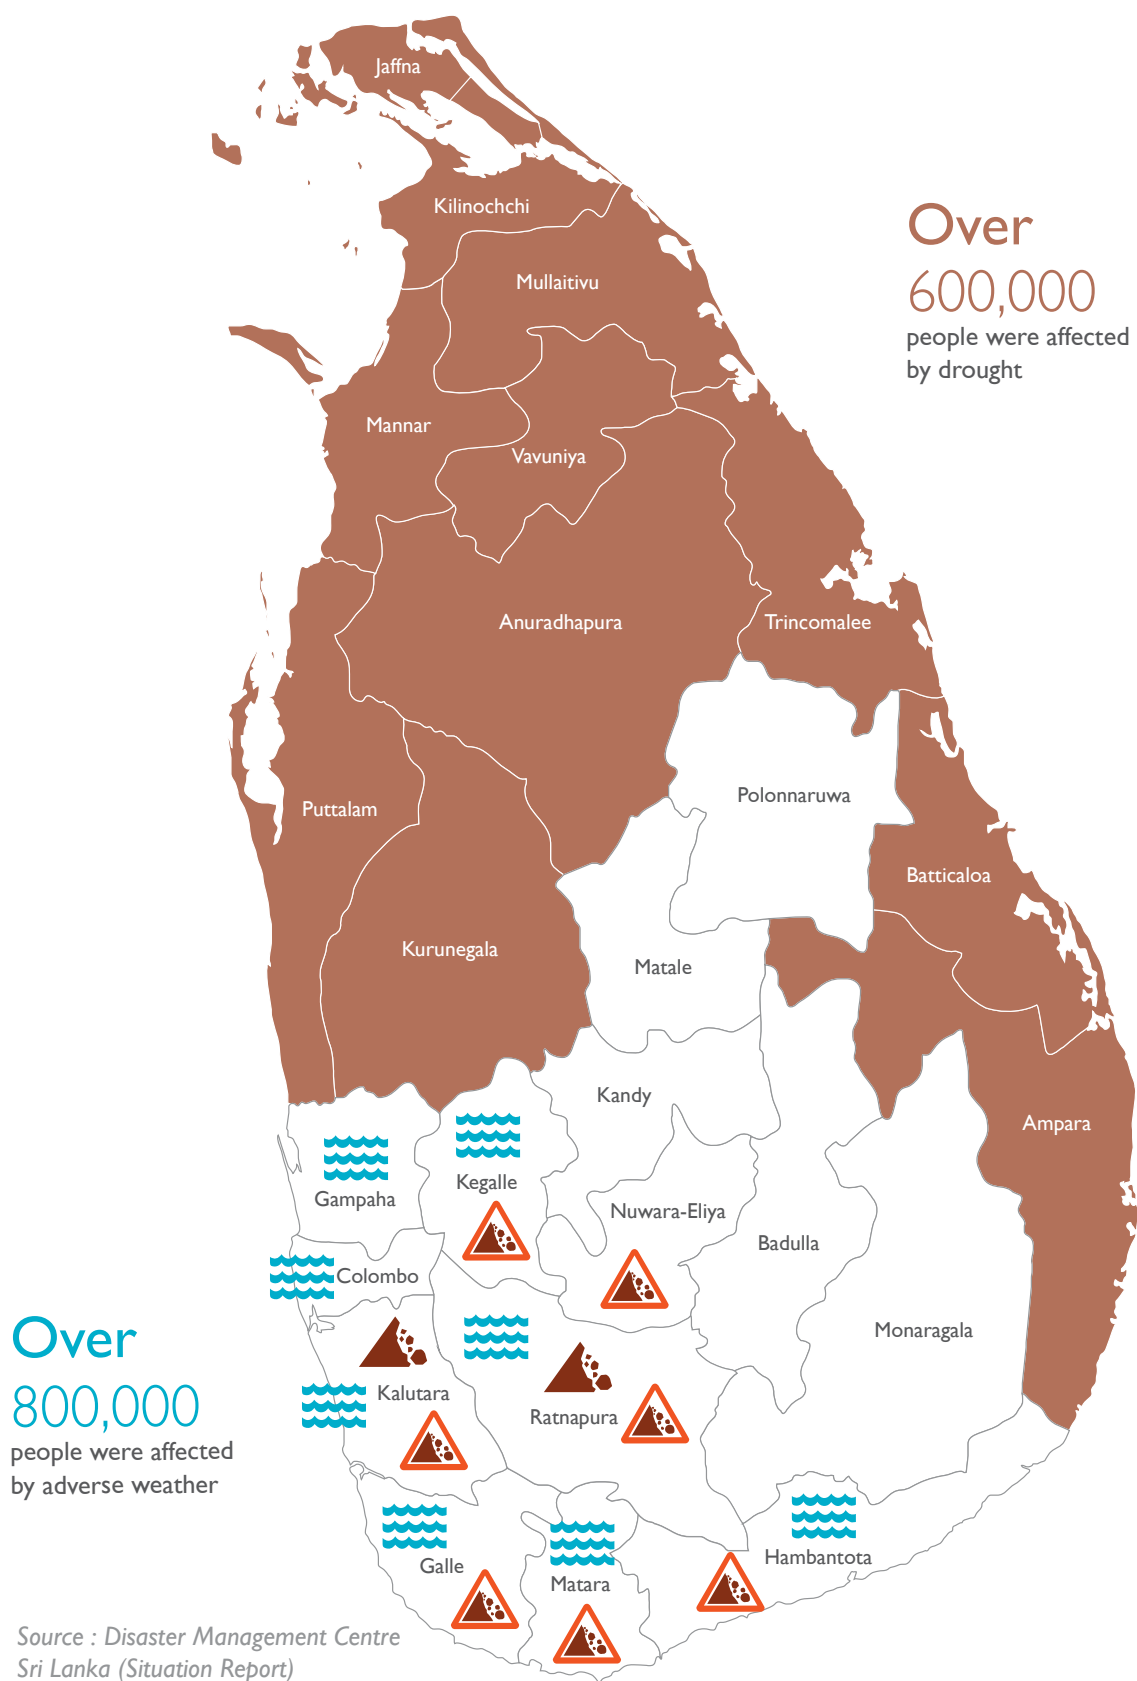 Jaffna
Kilinochchi
Over
600,000
people were affected
by drought
Mullaitivu
Mannar
Vavuniya
Anuradhapura
Trincomalee
Polonnaruwa
Puttalam
Batticaloa
Kurunegala
Matale
Kandy
Ampara
Kegalle
Gampaha
Nuwara-Eliya
Badulla
Colombo
Monaragala
Over
800,000
people were affected
by adverse weather
Kalutara
Ratnapura
Galle
Hambantota
Matara
Source : Disaster Management Centre
Sri Lanka (Situation Report)